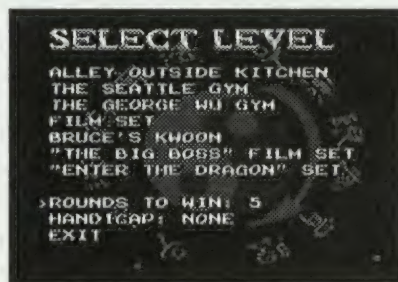 SELECT LEVEL
ALLEY OUTSIDE KITCHEN
THE SEATTLE GYM
THE GEORGE WU GYM
FILM SET
BRUCE'S KWOON
"THE BIG BOSS" FILM SET
"ENTER THE DRAGON" SET
›ROUNDS TO WIN: 5
HANDICAP: NONE
EXIT